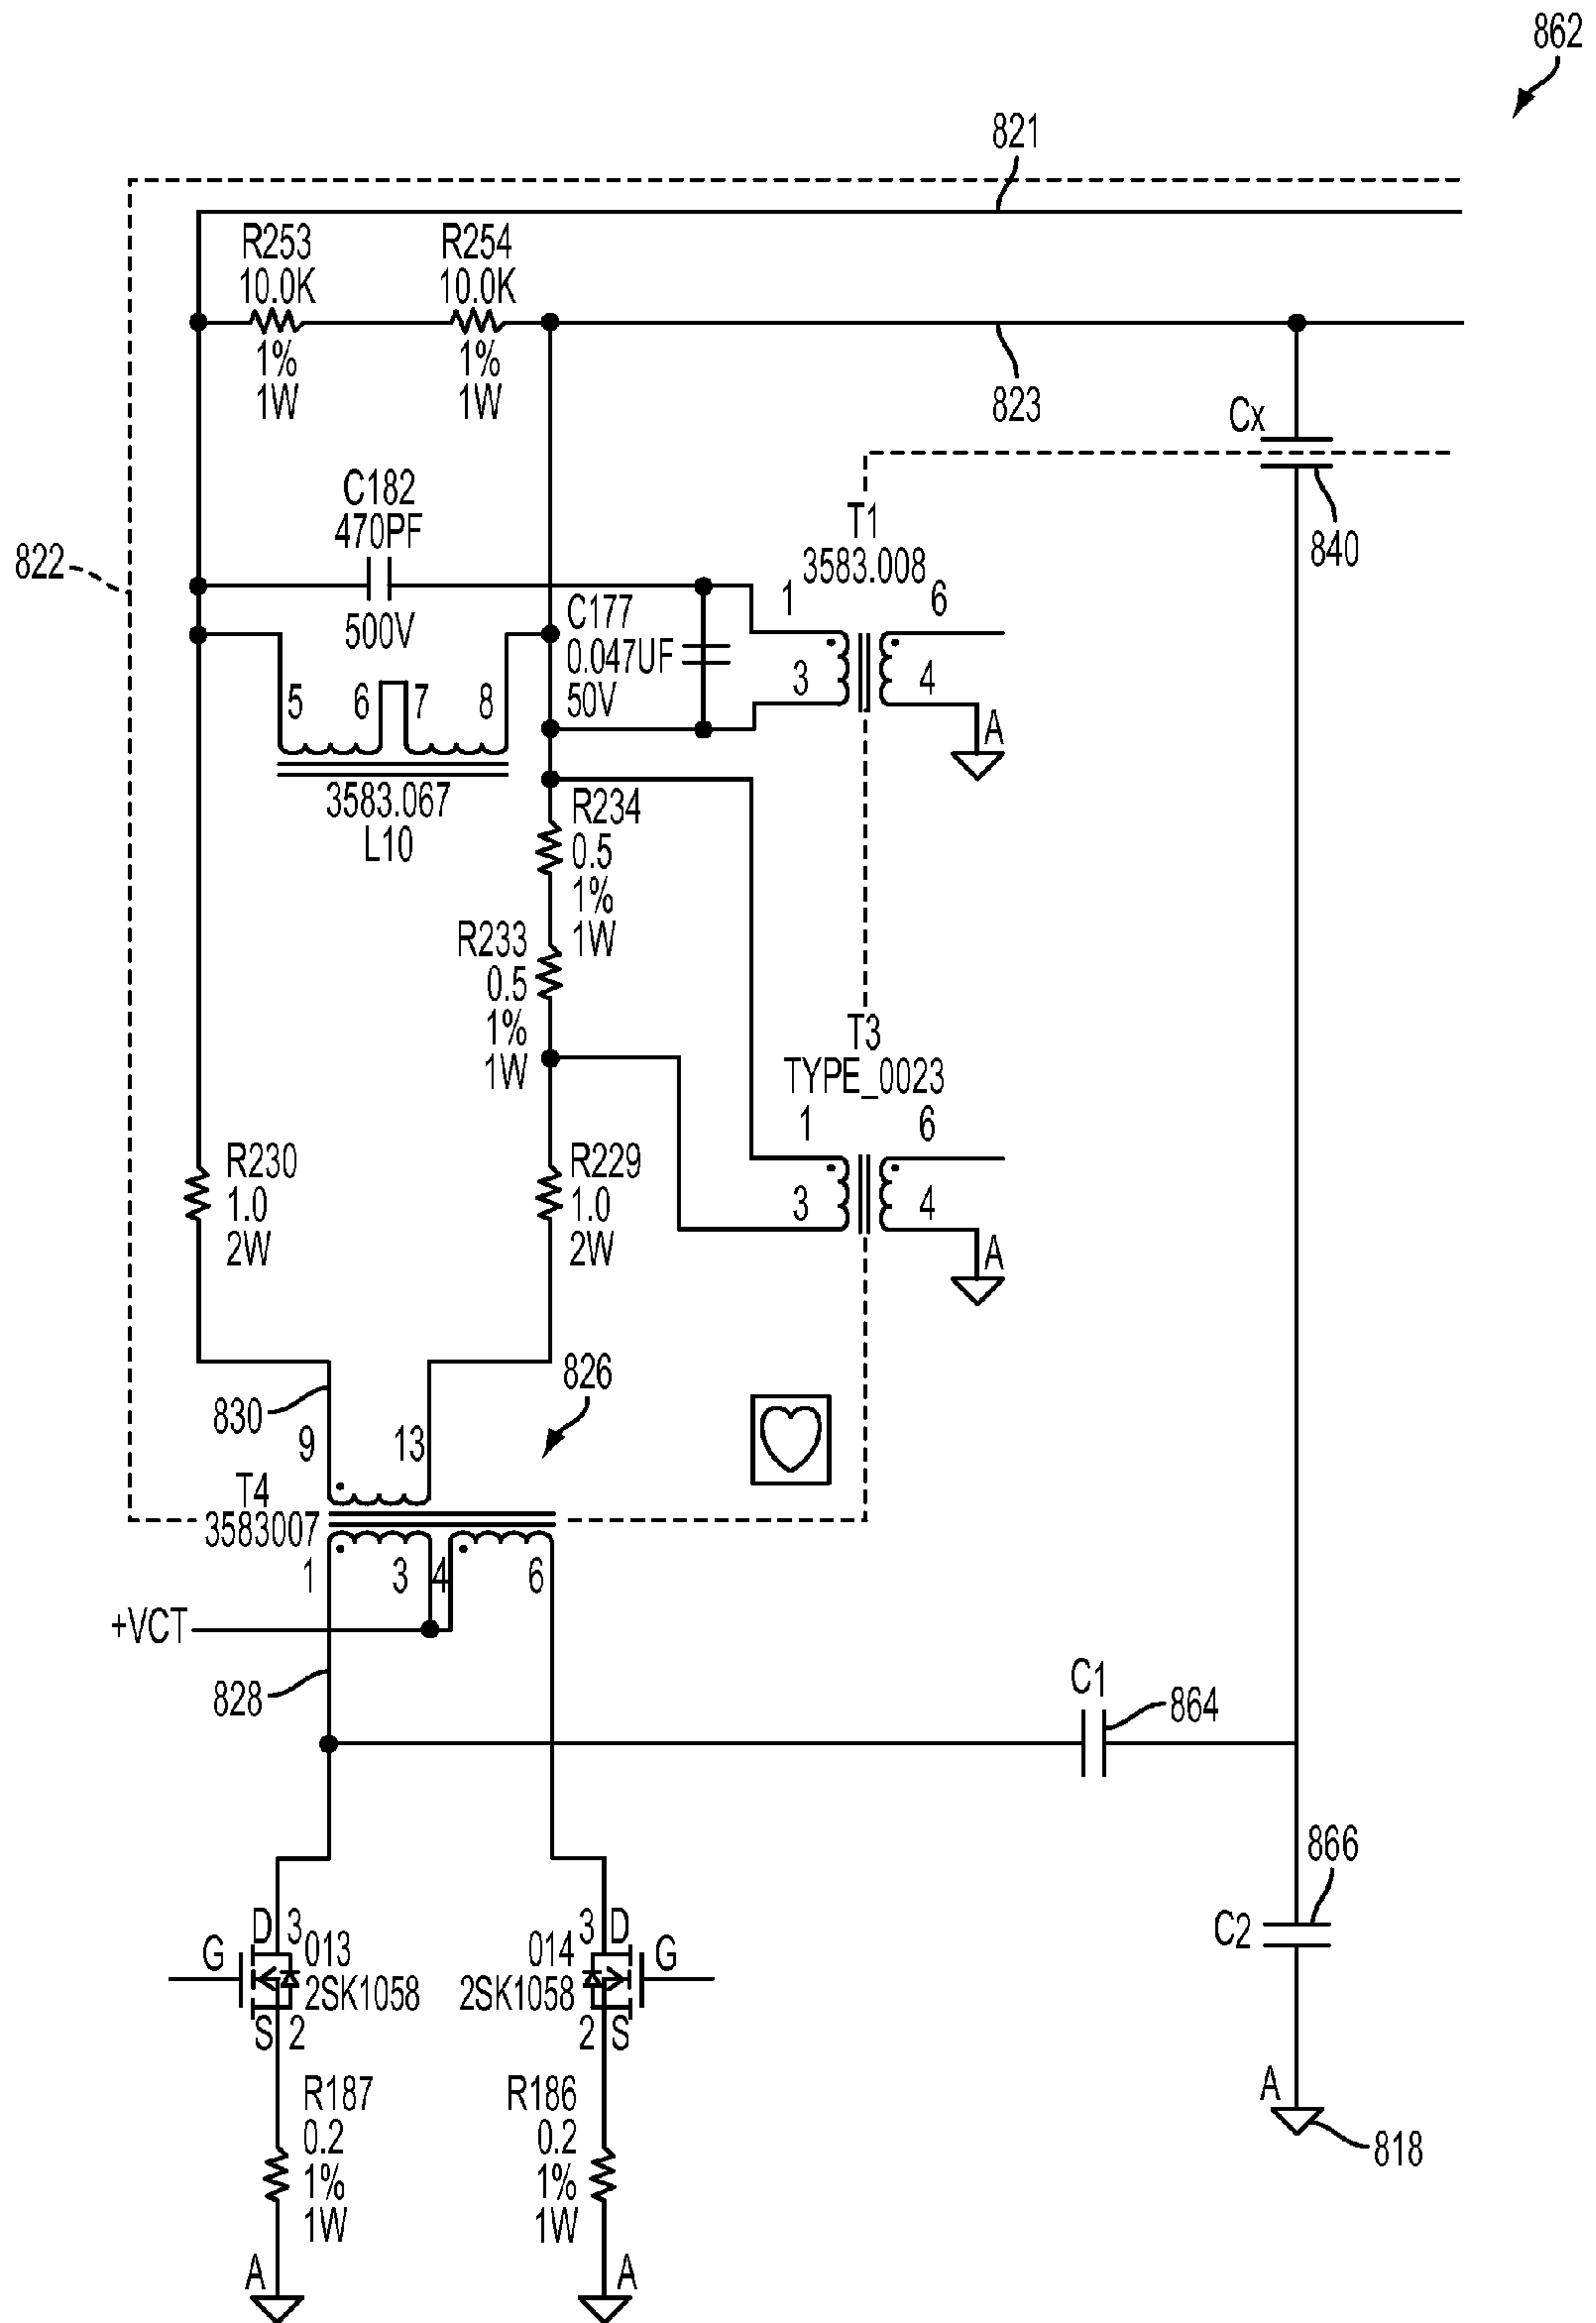 862
821
R253
10.0K
1%
1W
R254
10.0K
1%
1W
823
Cx
840
822
C182
470PF
500V
C177
0.047UF
50V
T1
3583.008
1
6
3
4
A
5
6
7
8
3583.067
L10
R234
0.5
1%
1W
R233
0.5
1%
1W
T3
TYPE_0023
1
6
3
4
A
R230
1.0
2W
R229
1.0
2W
830
826
9
13
T4
3583007
1
3
4
6
+VCT
828
C1
864
866
C2
G
D
3
013
2SK1058
S
2
3
D
014
2SK1058
G
2
S
R187
0.2
1%
1W
R186
0.2
1%
1W
A
818
A
A